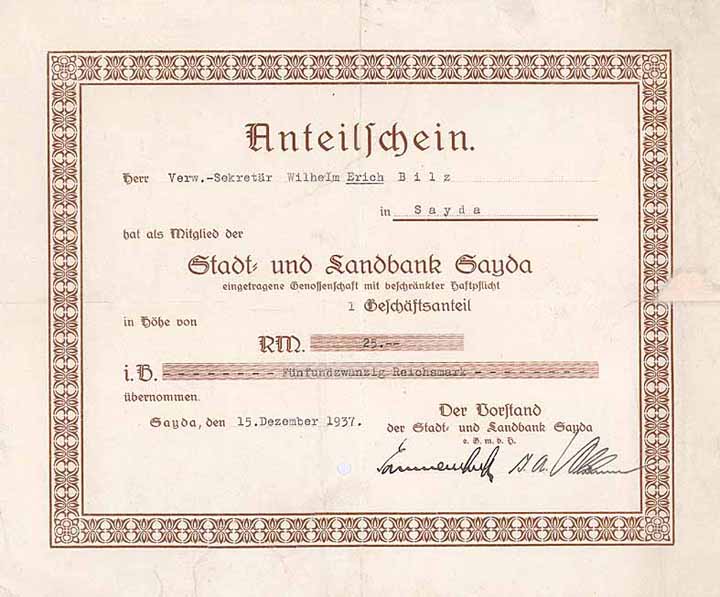 Anteilschein.
Herr Verw.-Sekretär Wilhelm Erich Bilz
in Sayda
hat als Mitglied der
Stadt- und Landbank Sayda
eingetragene Genossenschaft mit beschränkter Haftpflicht
1 Geschäftsanteil
in Höhe von
RM. 25.--
i.B. - - - - - - Fünfundzwanzig Reichsmark - - - - - - -
übernommen.
Sayda, den 15.Dezember 1937.
Der Vorstand
der Stadt- und Landbank Sayda
e. G. m. b. H.